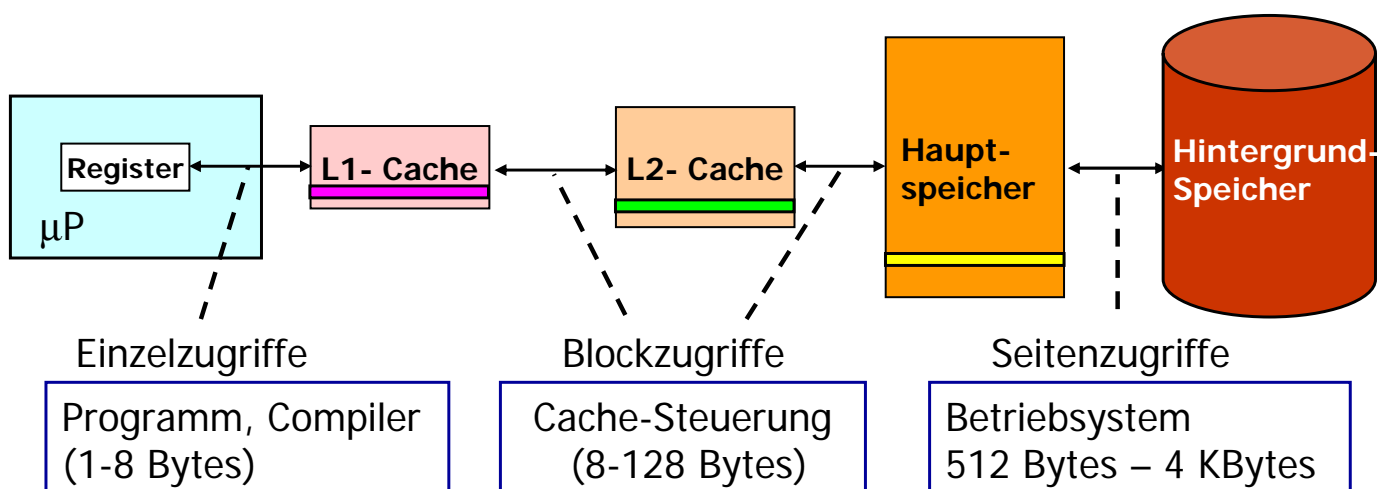 Register
μP
L1- Cache
L2- Cache
Haupt-
speicher
Hintergrund-
Speicher
Einzelzugriffe
Blockzugriffe
Seitenzugriffe
Programm, Compiler
(1-8 Bytes)
Cache-Steuerung
(8-128 Bytes)
Betriebsystem
512 Bytes – 4 KBytes